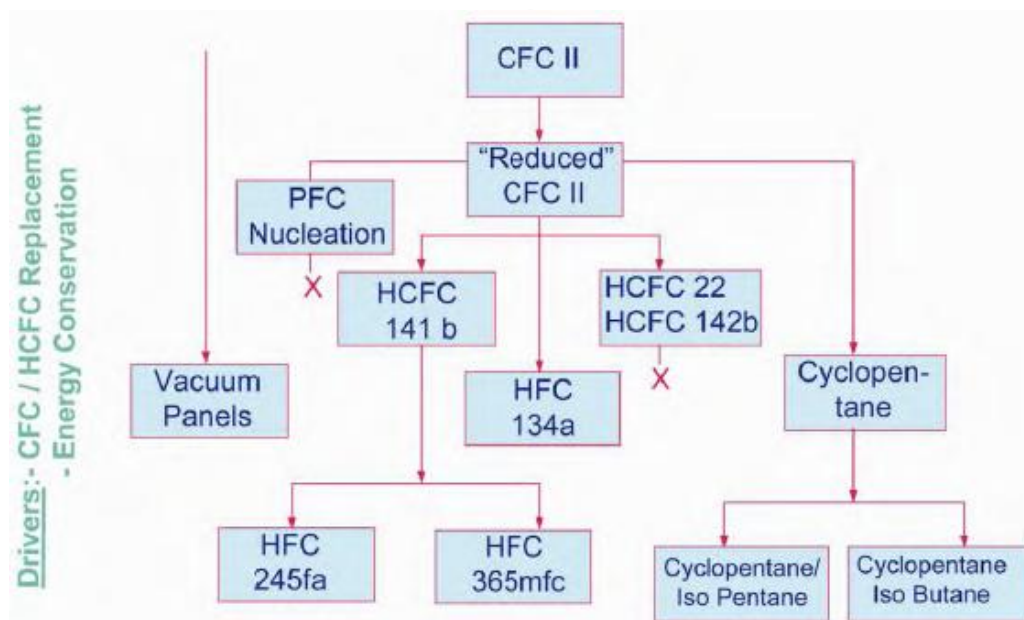 Drivers:- CFC / HCFC Replacement
- Energy Conservation
CFC II
"Reduced"
CFC II
PFC
Nucleation
X
HCFC
141 b
HCFC 22
HCFC 142b
X
Vacuum
Panels
HFC
134a
Cyclopen-
tane
HFC
245fa
HFC
365mfc
Cyclopentane/
Iso Pentane
Cyclopentane
Iso Butane